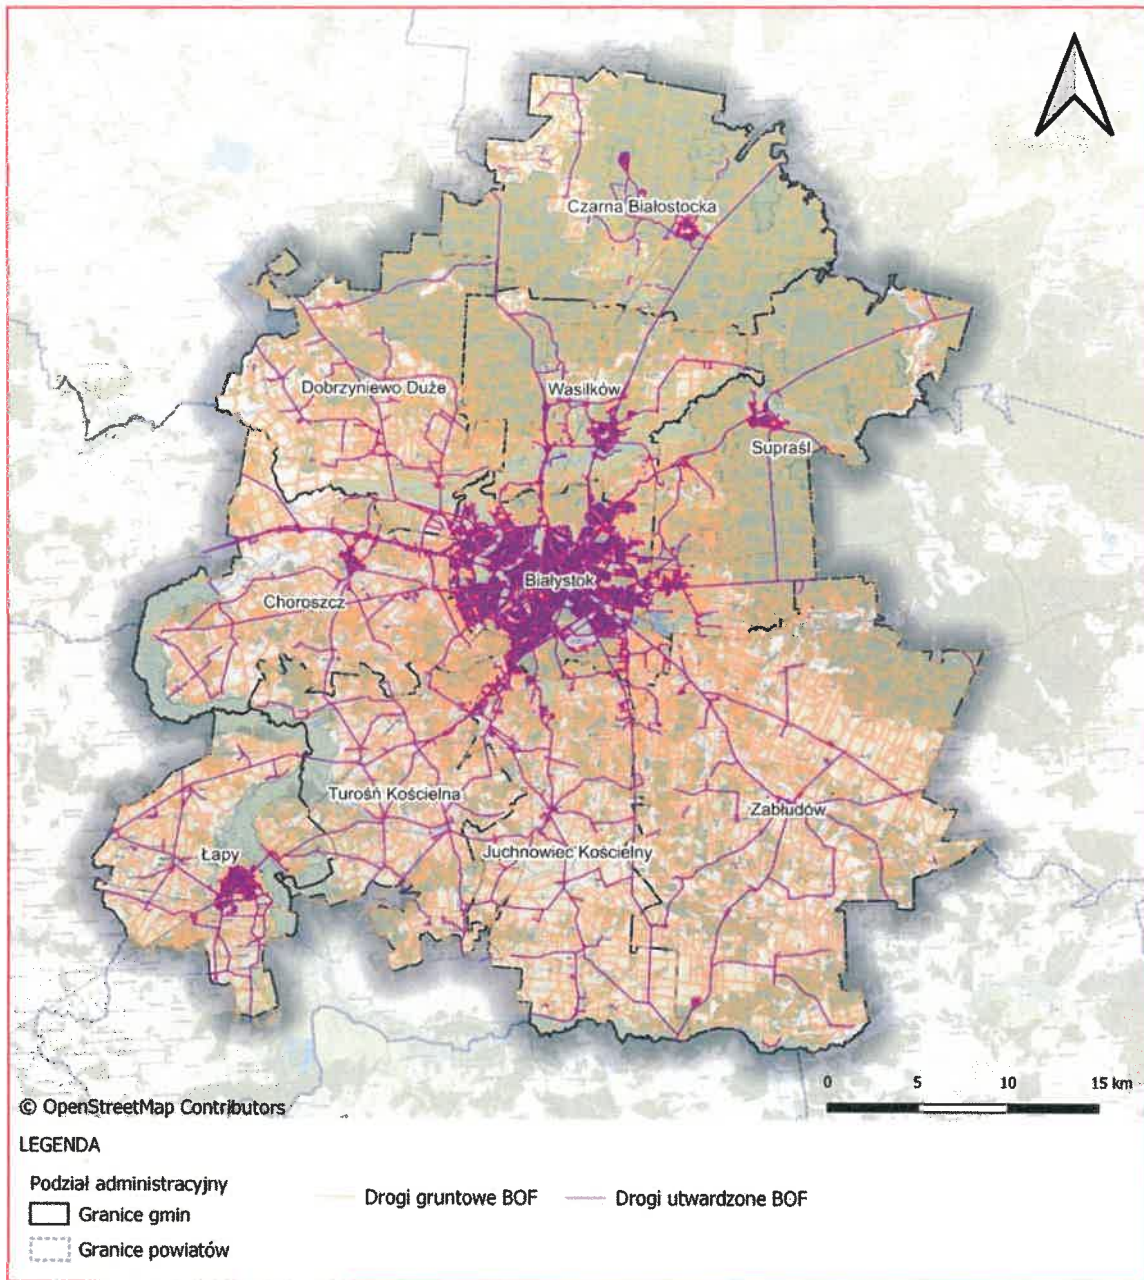 Czarna Białostocka
Dobrzyniewo Duże
Wasilków
Supraśl
Białystok
Choroszcz
Turośń Kościelna
Zabłudów
Łapy
Juchnowiec Kościelny
0 5 10 15 km
© OpenStreetMap Contributors
LEGENDA
Podział administracyjny
Granice gmin
Granice powiatów
Drogi gruntowe BOF
Drogi utwardzone BOF